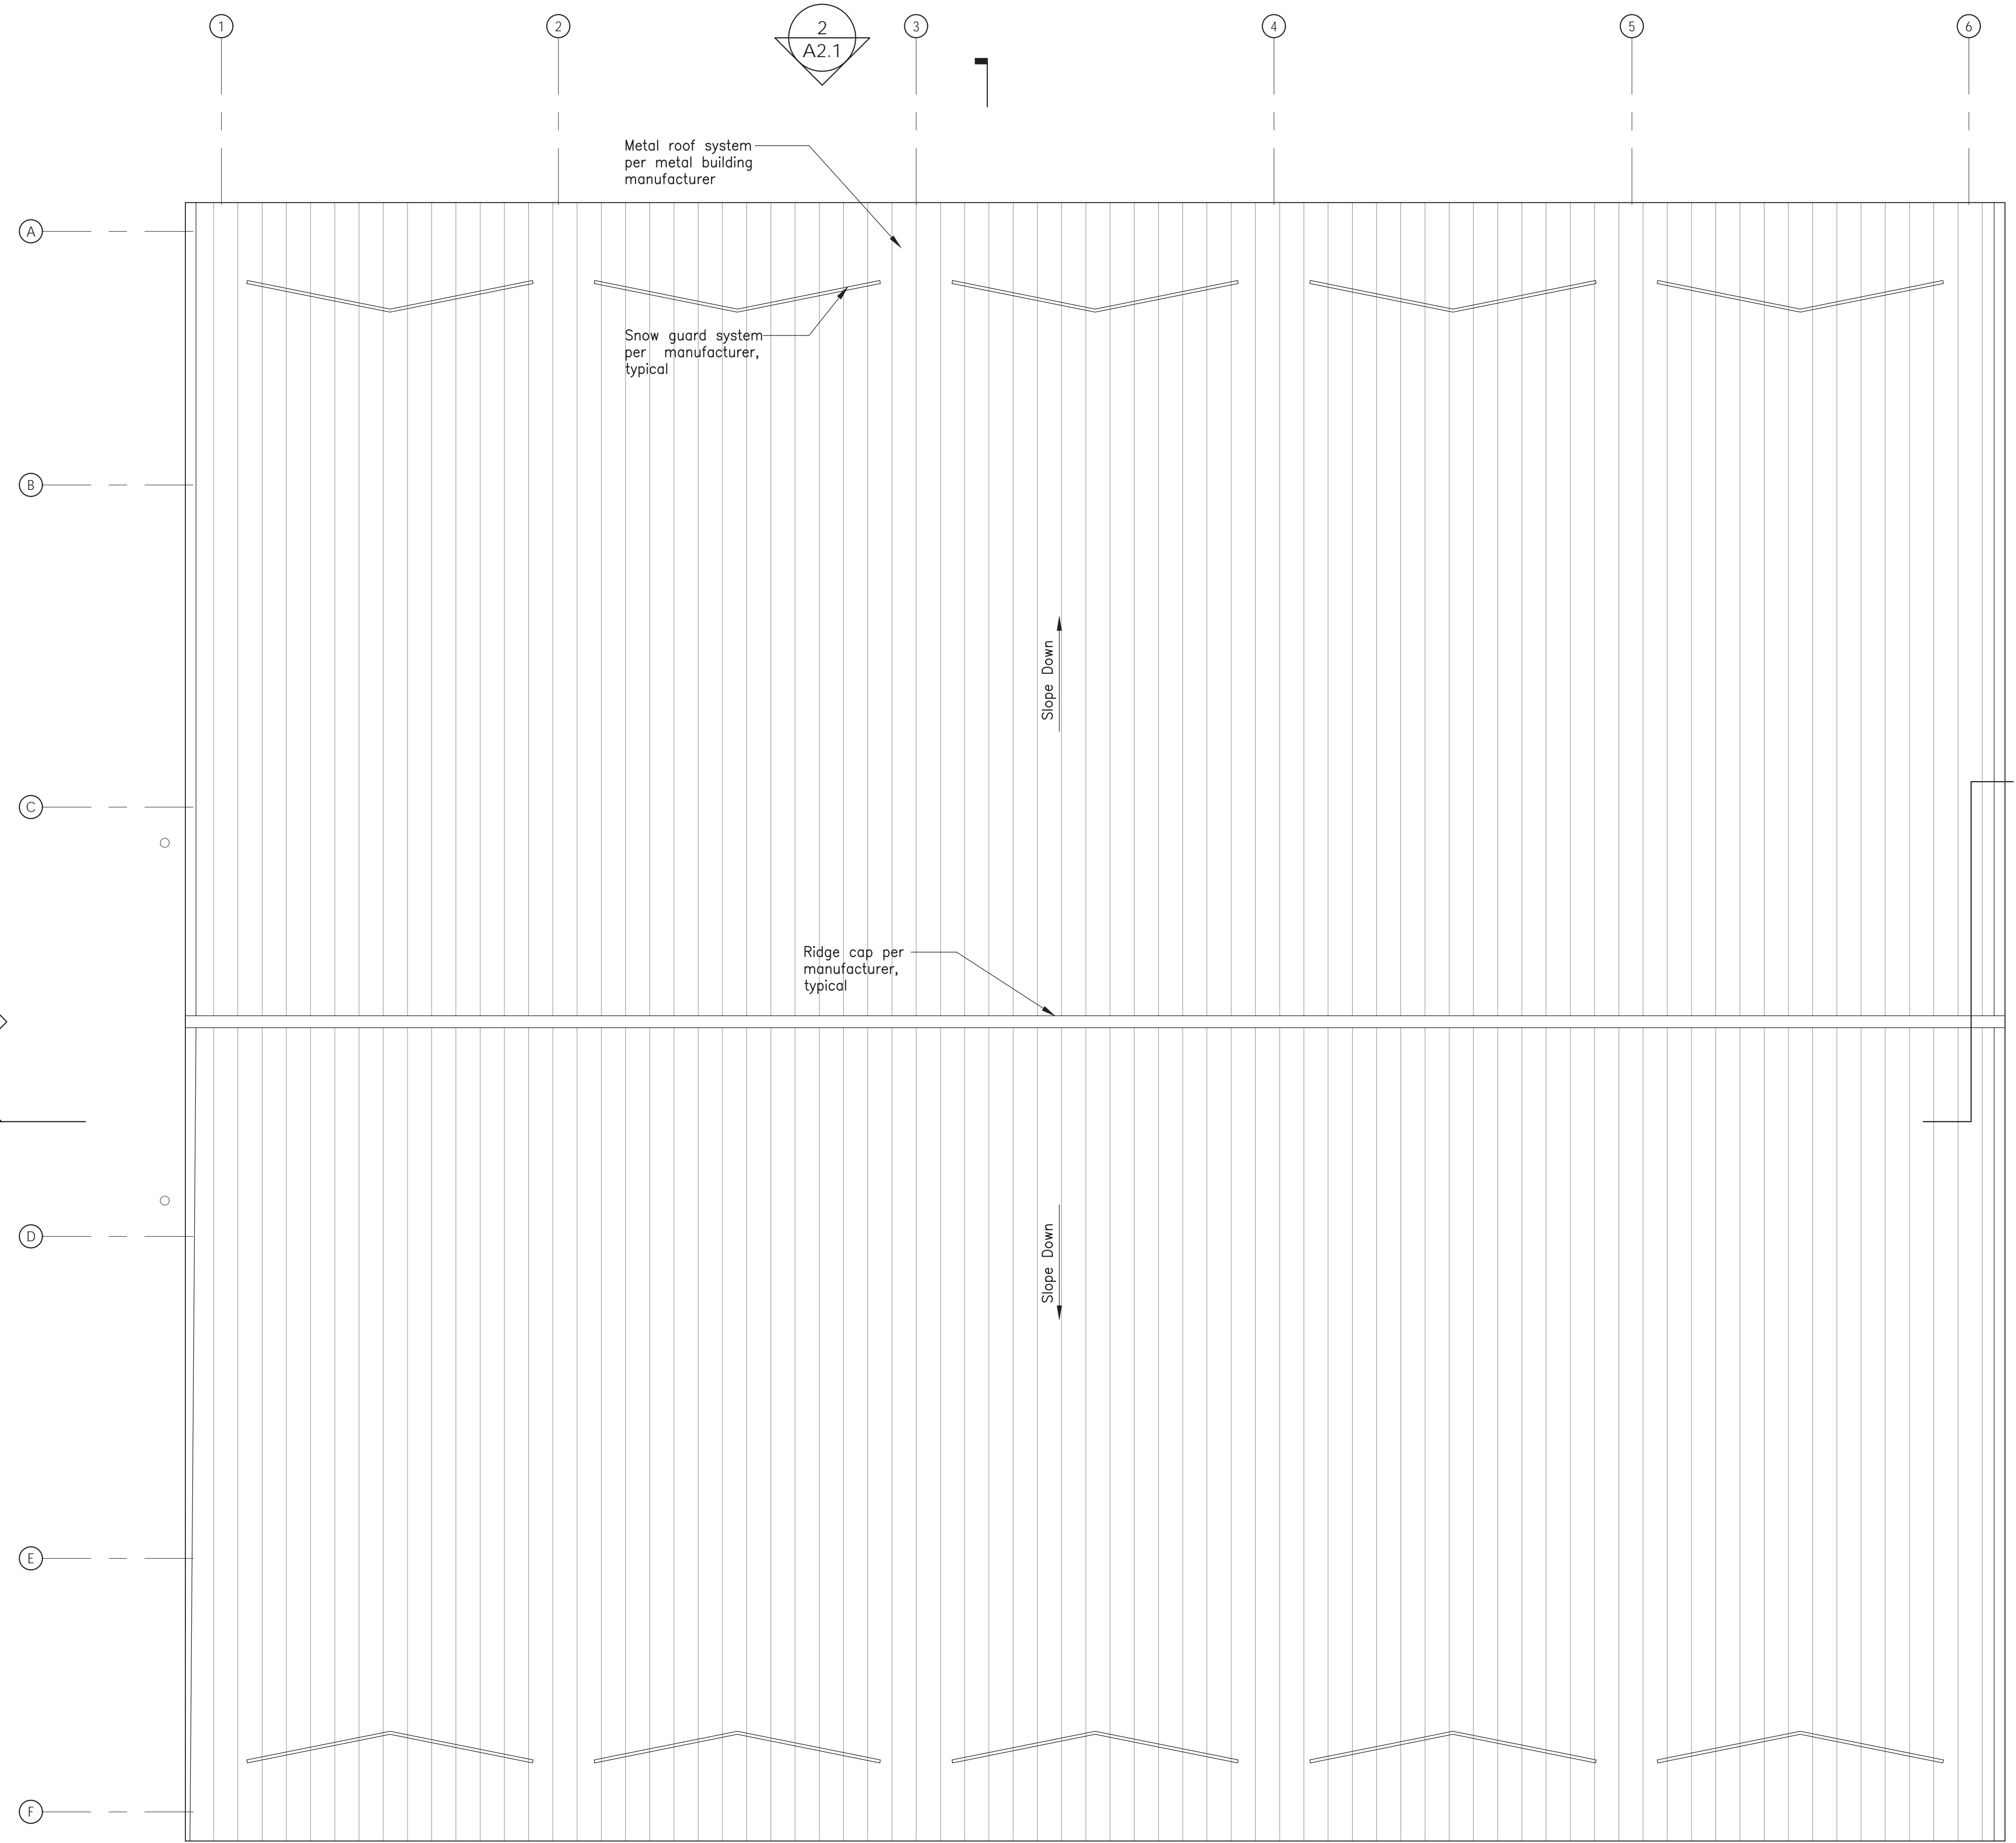 1
2
3
4
5
6
2
A2.1
Metal roof system
per metal building
manufacturer
A
Snow guard system
per manufacturer,
typical
B
Slope Down
C
Ridge cap per
manufacturer,
typical
D
Slope Down
E
F